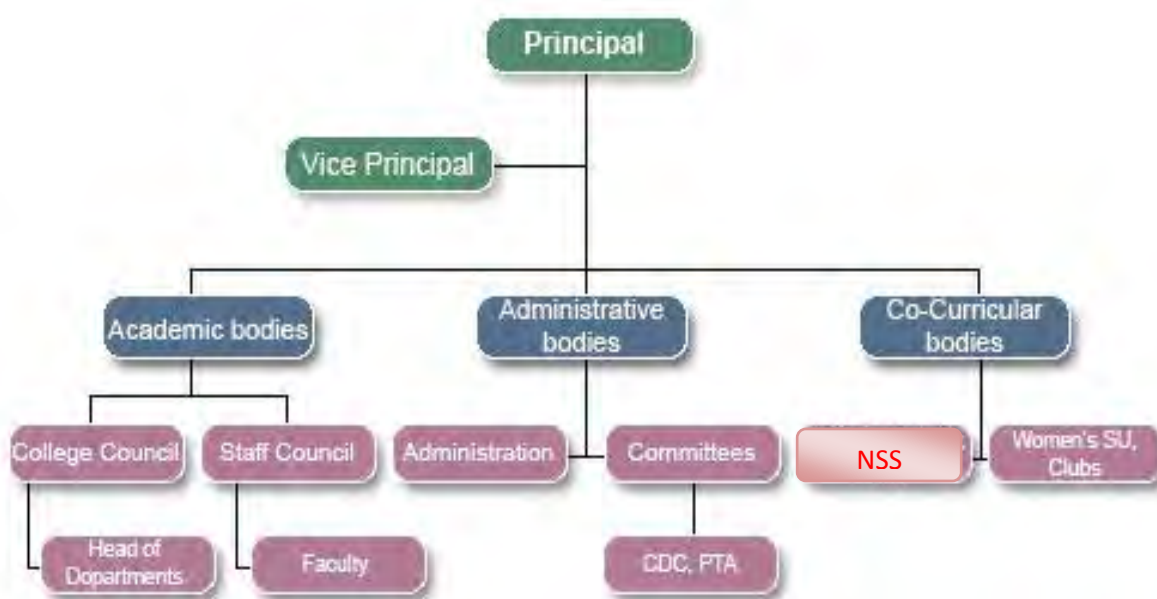 Principal
Vice Principal
Academic bodies
Administrative
bodies
Co-Curricular
bodies
College Council
Staff Council
Administration
Committees
NSS
Women's SU,
Clubs
Head of
Dopartments
Faculty
CDC, PTA